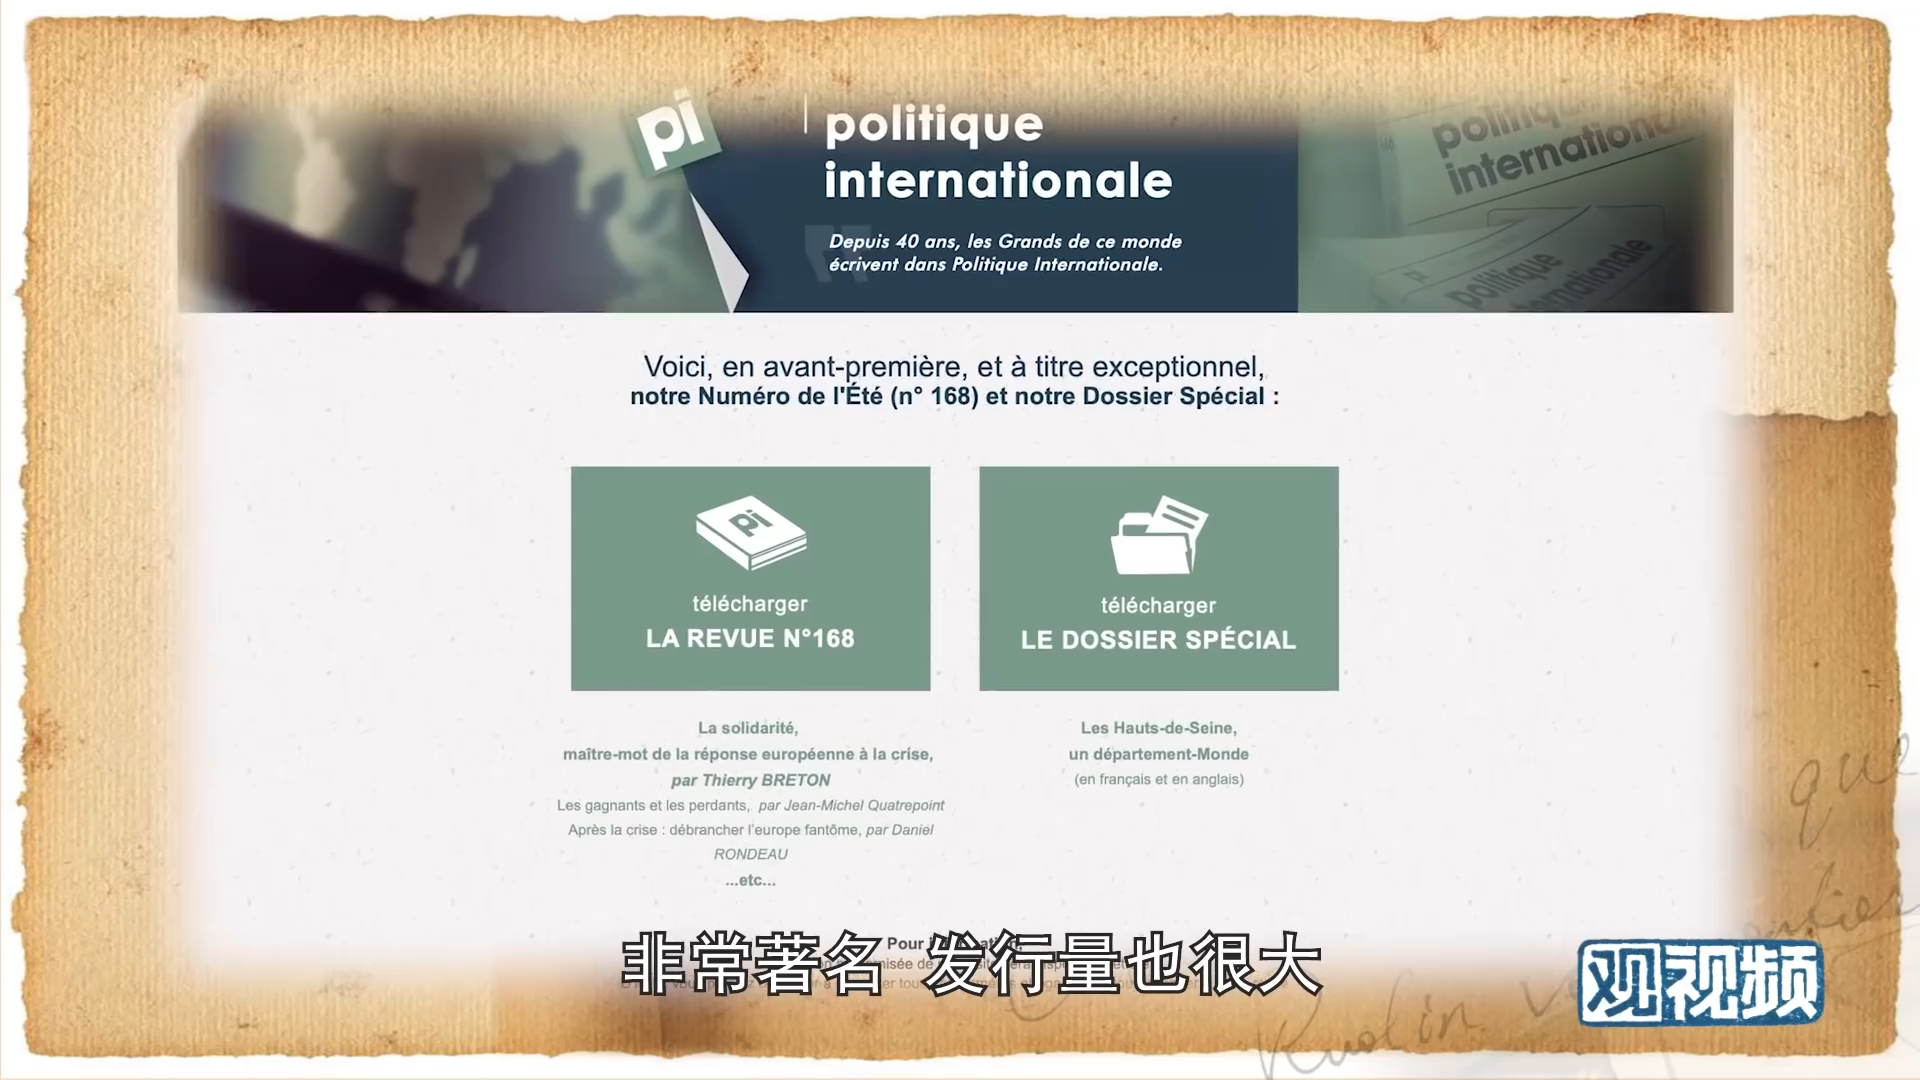 pi
politique
internationale
Depuis 40 ans, les Grands de ce monde
écrivent dans Politique Internationale.
politique
internationale
Voici, en avant-première, et à titre exceptionnel,
notre Numéro de l'Été (n° 168) et notre Dossier Spécial :
pi
télécharger
LA REVUE N°168
télécharger
LE DOSSIER SPÉCIAL
La solidarité,
maître-mot de la réponse européenne à la crise,
par Thierry BRETON
Les gagnants et les perdants, par Jean-Michel Quatrepoint
Après la crise : débrancher l'europe fantôme, par Daniel
RONDEAU
...etc...
Les Hauts-de-Seine,
un département-Monde
(en français et en anglais)
Pour
非常著名 发行量也很大
观视频
que